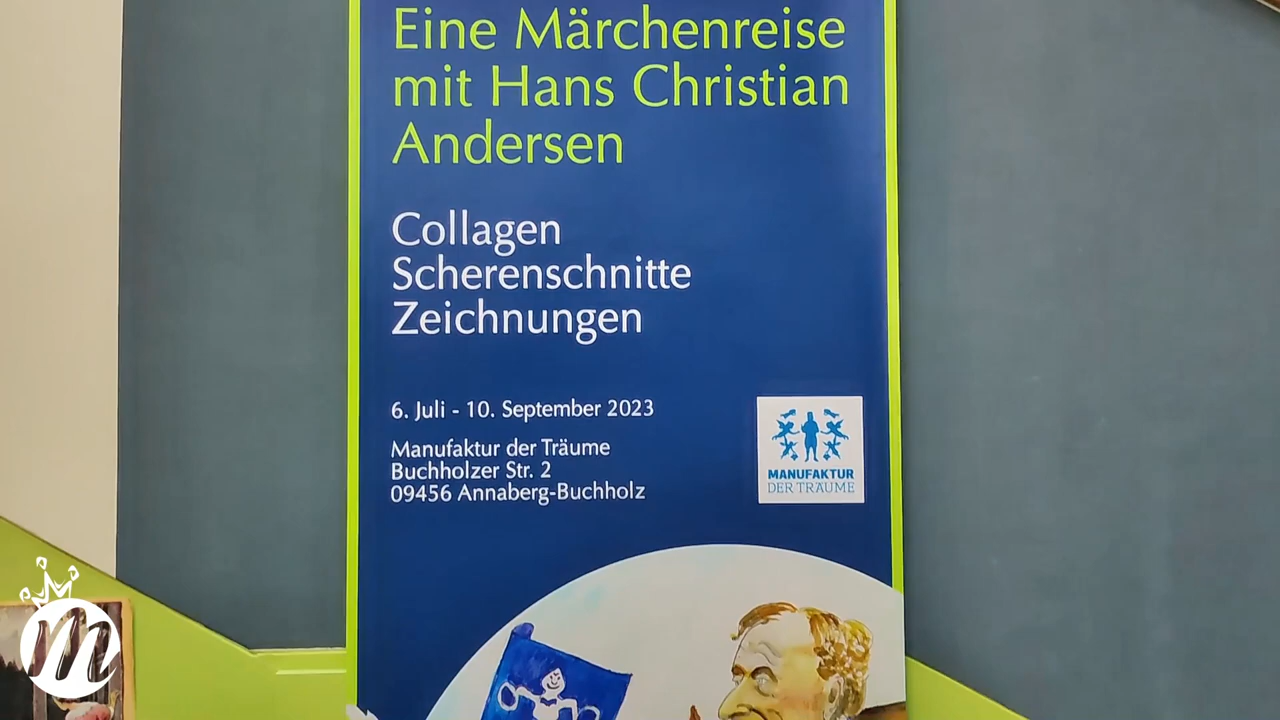 Eine Märchenreise
mit Hans Christian
Andersen
Collagen
Scherenschnitte
Zeichnungen
6. Juli - 10. September 2023
Manufaktur der Träume
Buchholzer Str. 2
09456 Annaberg-Buchholz
MANUFAKTUR
DER TRÄUME
m